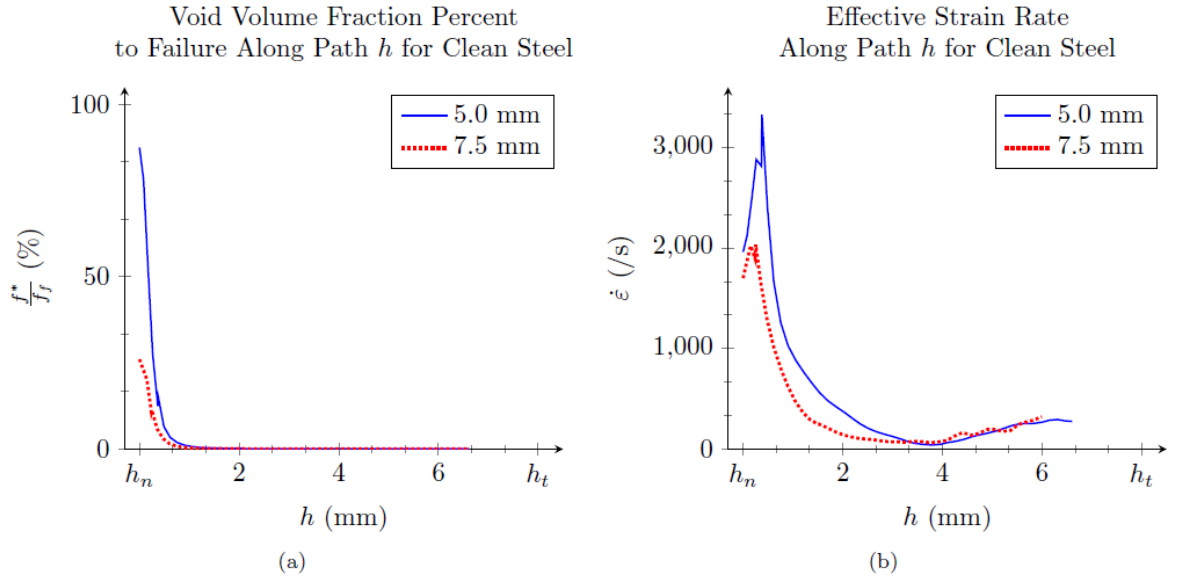 Void Volume Fraction Percent
to Failure Along Path h for Clean Steel
100
50
0
f*/f_f (%)
5.0 mm
7.5 mm
h_n 2 4 6 h_t
h (mm)
(a)
Effective Strain Rate
Along Path h for Clean Steel
3,000
2,000
1,000
0
ε̇ (/s)
5.0 mm
7.5 mm
h_n 2 4 6 h_t
h (mm)
(b)